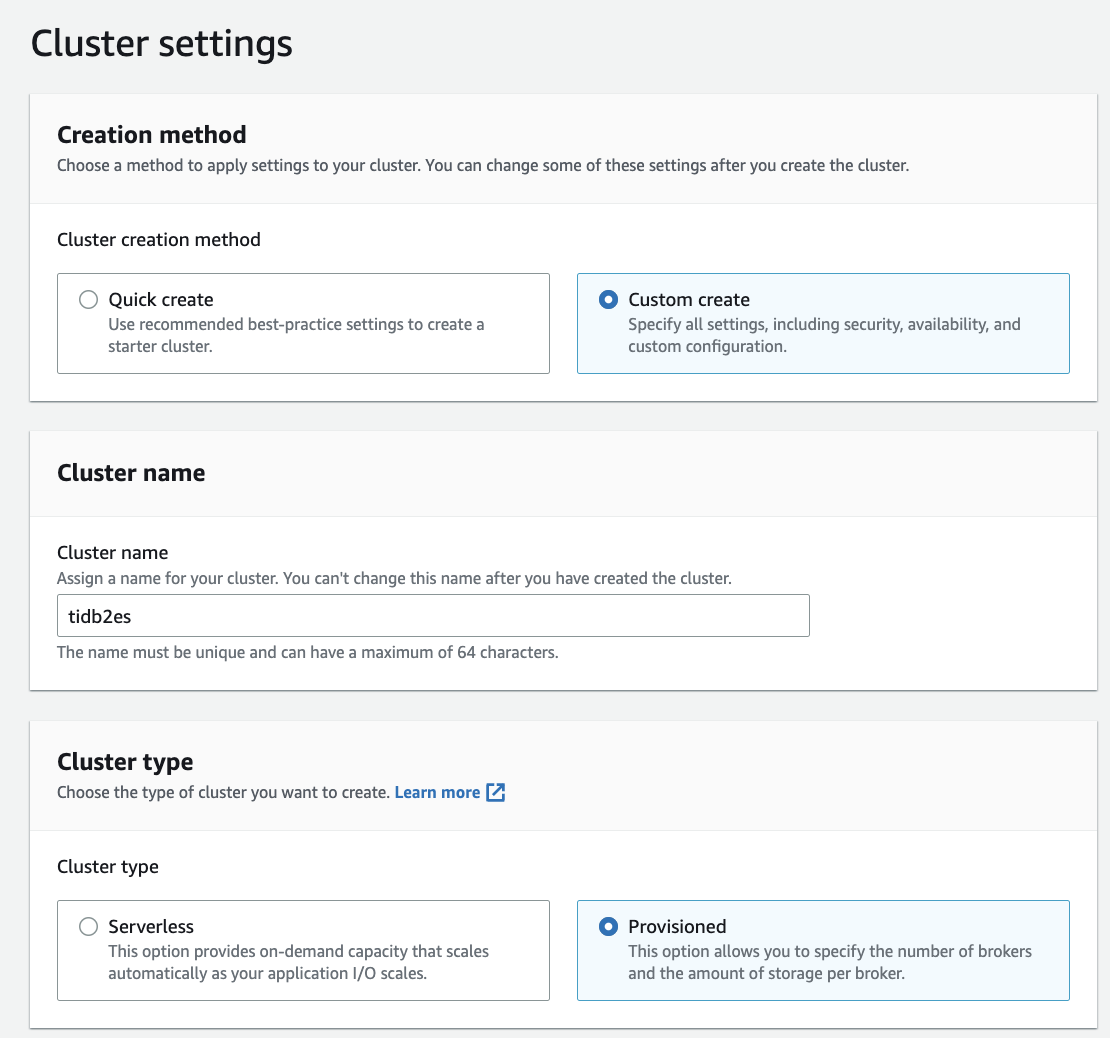 Cluster settings
Creation method
Choose a method to apply settings to your cluster. You can change some of these settings after you create the cluster.
Cluster creation method
Quick create
Use recommended best-practice settings to create a
starter cluster.
Custom create
Specify all settings, including security, availability, and
custom configuration.
Cluster name
Cluster name
Assign a name for your cluster. You can't change this name after you have created the cluster.
tidb2es
The name must be unique and can have a maximum of 64 characters.
Cluster type
Choose the type of cluster you want to create. Learn more
Cluster type
Serverless
This option provides on-demand capacity that scales
automatically as your application I/O scales.
Provisioned
This option allows you to specify the number of brokers
and the amount of storage per broker.